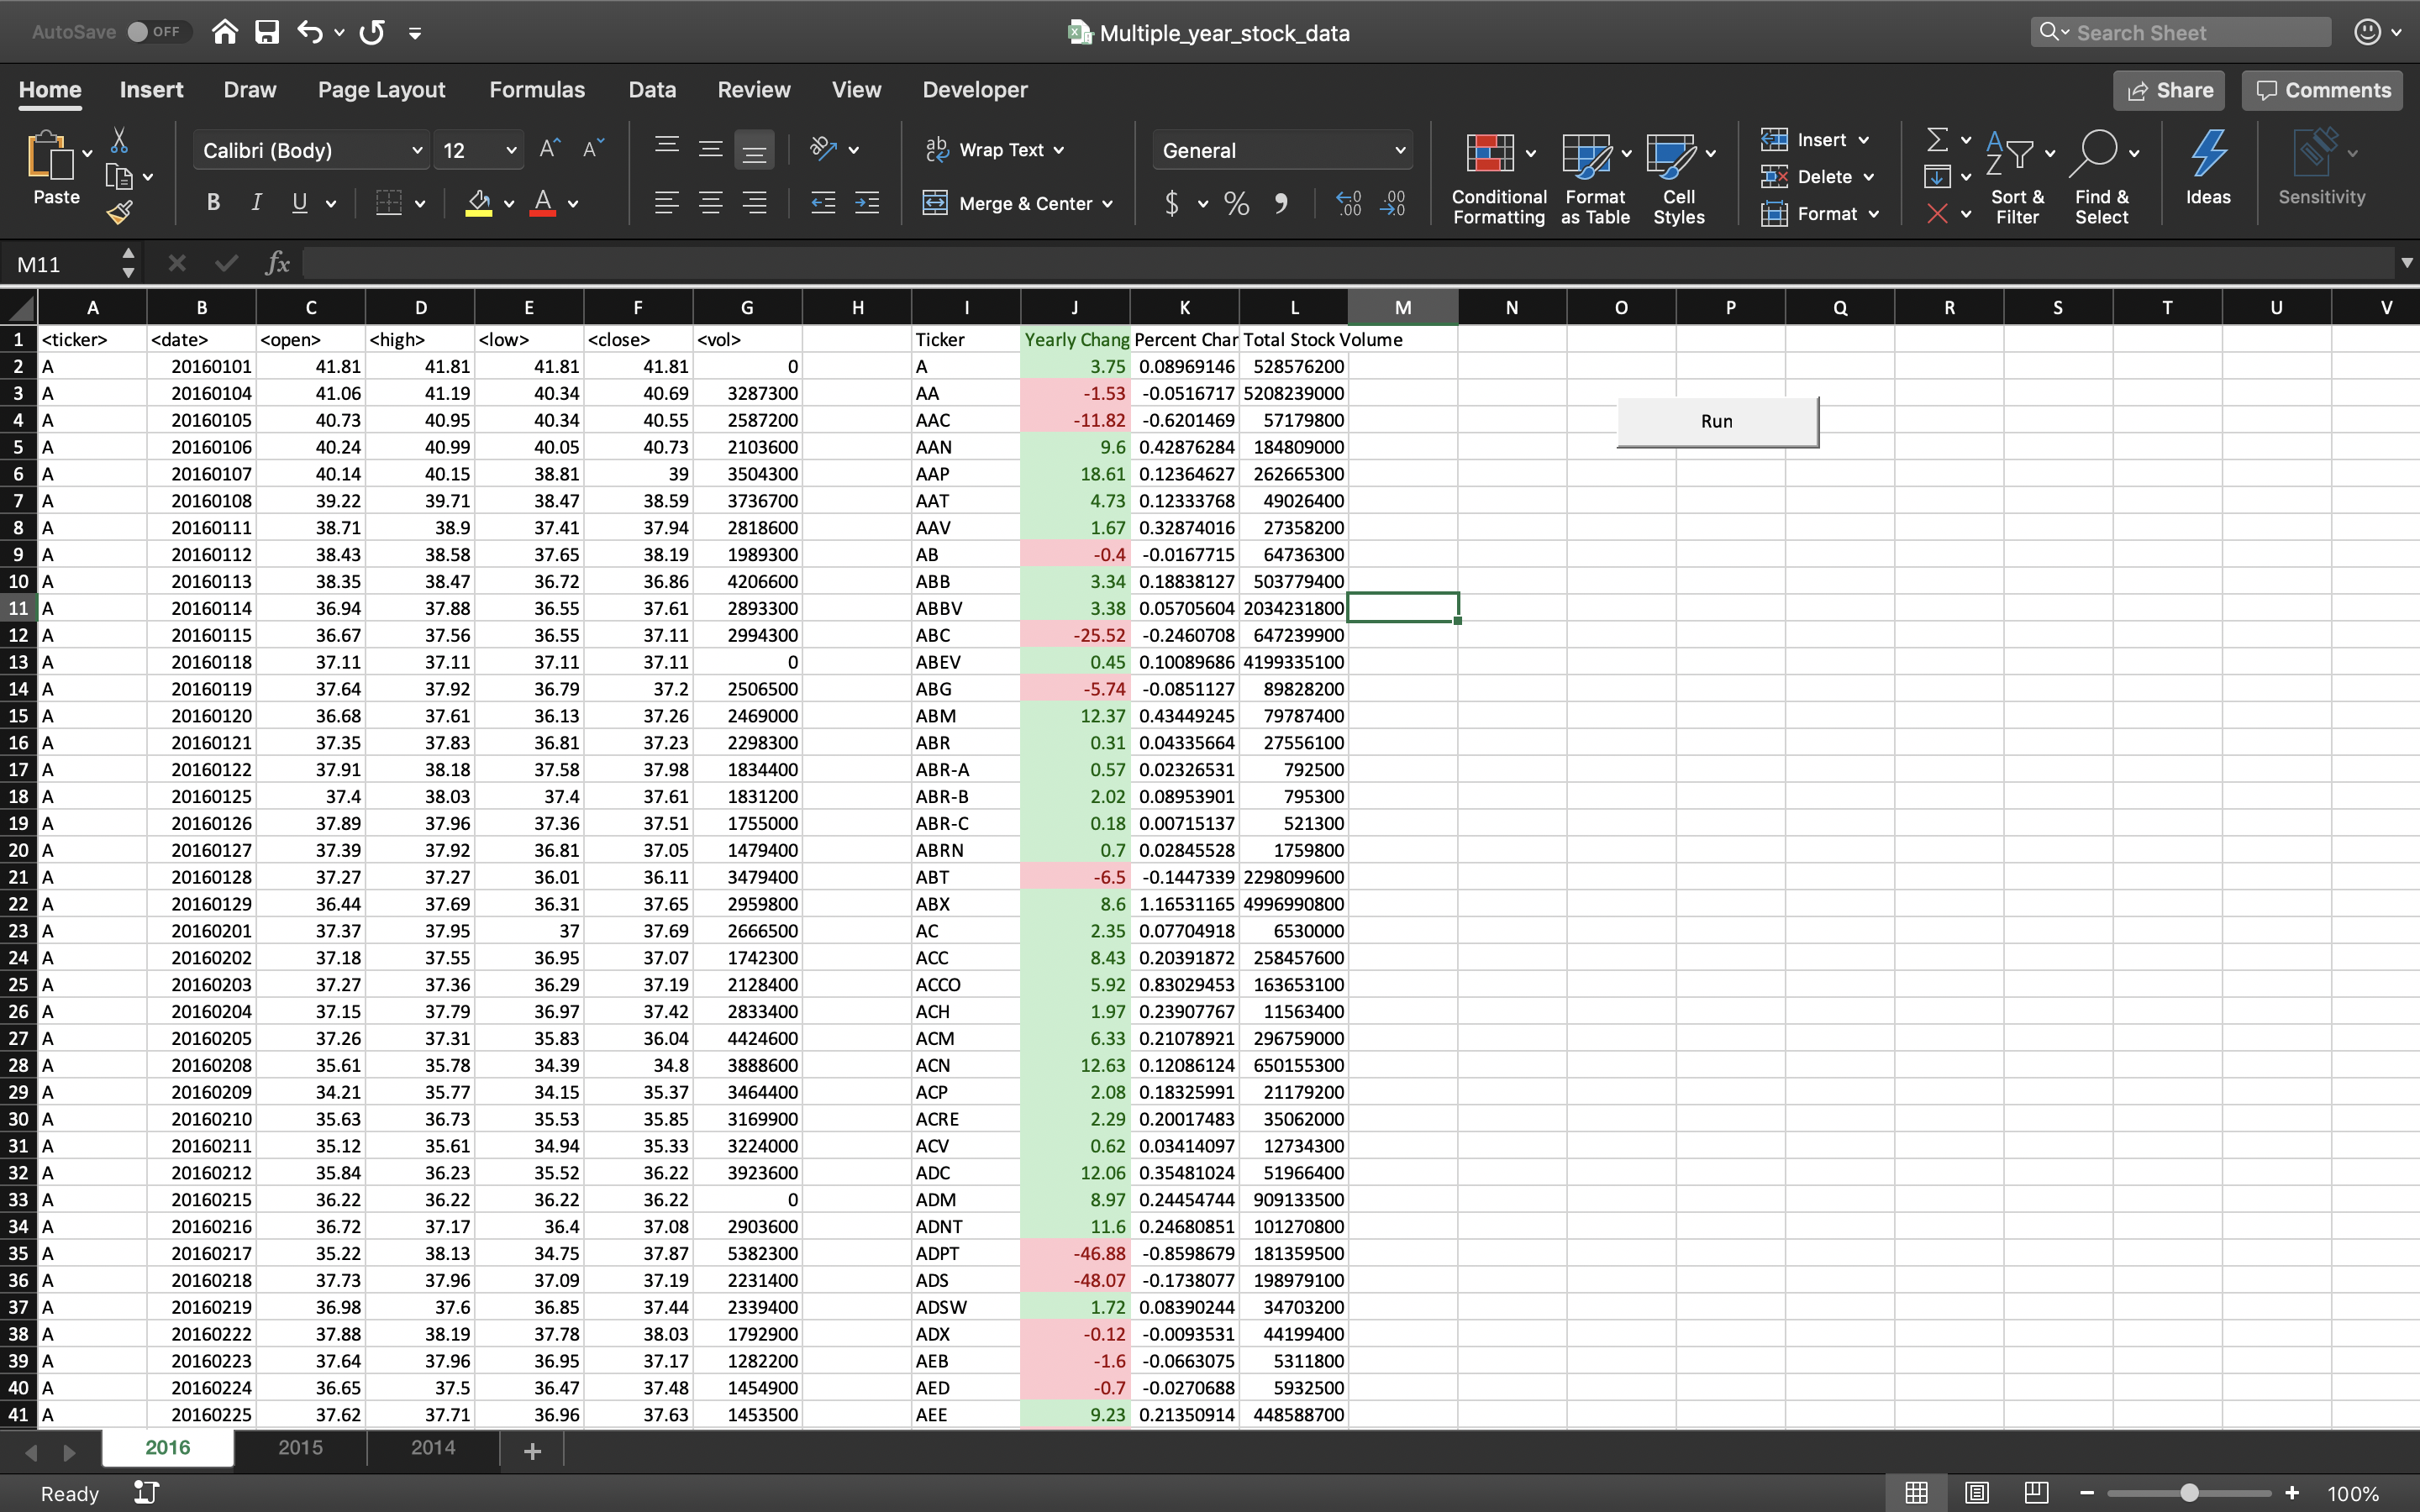 AutoSave OFF Multiple_year_stock_data Search Sheet
Home Insert Draw Page Layout Formulas Data Review View Developer Share Comments
Paste Calibri (Body) 12 A A ab Wrap Text General Conditional Formatting Format as Table Cell Styles Insert Σ A Z Sort & Filter Find & Select Ideas Sensitivity
Delete
B I U A Merge & Center $ % , .00 .00 Format
M11 fx
A B C D E F G H I J K L M N O P Q R S T U V
1 <ticker> <date> <open> <high> <low> <close> <vol> Ticker Yearly Chang Percent Char Total Stock Volume
2 A 20160101 41.81 41.81 41.81 41.81 0 A 3.75 0.08969146 528576200
3 A 20160104 41.06 41.19 40.34 40.69 3287300 AA -1.53 -0.0516717 5208239000
4 A 20160105 40.73 40.95 40.34 40.55 2587200 AAC -11.82 -0.6201469 57179800 Run
5 A 20160106 40.24 40.99 40.05 40.73 2103600 AAN 9.6 0.42876284 184809000
6 A 20160107 40.14 40.15 38.81 39 3504300 AAP 18.61 0.12364627 262665300
7 A 20160108 39.22 39.71 38.47 38.59 3736700 AAT 4.73 0.12333768 49026400
8 A 20160111 38.71 38.9 37.41 37.94 2818600 AAV 1.67 0.32874016 27358200
9 A 20160112 38.43 38.58 37.65 38.19 1989300 AB -0.4 -0.0167715 64736300
10 A 20160113 38.35 38.47 36.72 36.86 4206600 ABB 3.34 0.18838127 503779400
11 A 20160114 36.94 37.88 36.55 37.61 2893300 ABBV 3.38 0.05705604 2034231800
12 A 20160115 36.67 37.56 36.55 37.11 2994300 ABC -25.52 -0.2460708 647239900
13 A 20160118 37.11 37.11 37.11 37.11 0 ABEV 0.45 0.10089686 4199335100
14 A 20160119 37.64 37.92 36.79 37.2 2506500 ABG -5.74 -0.0851127 89828200
15 A 20160120 36.68 37.61 36.13 37.26 2469000 ABM 12.37 0.43449245 79787400
16 A 20160121 37.35 37.83 36.81 37.23 2298300 ABR 0.31 0.04335664 27556100
17 A 20160122 37.91 38.18 37.58 37.98 1834400 ABR-A 0.57 0.02326531 792500
18 A 20160125 37.4 38.03 37.4 37.61 1831200 ABR-B 2.02 0.08953901 795300
19 A 20160126 37.89 37.96 37.36 37.51 1755000 ABR-C 0.18 0.00715137 521300
20 A 20160127 37.39 37.92 36.81 37.05 1479400 ABRN 0.7 0.02845528 1759800
21 A 20160128 37.27 37.27 36.01 36.11 3479400 ABT -6.5 -0.1447339 2298099600
22 A 20160129 36.44 37.69 36.31 37.65 2959800 ABX 8.6 1.16531165 4996990800
23 A 20160201 37.37 37.95 37 37.69 2666500 AC 2.35 0.07704918 6530000
24 A 20160202 37.18 37.55 36.95 37.07 1742300 ACC 8.43 0.20391872 258457600
25 A 20160203 37.27 37.36 36.29 37.19 2128400 ACCO 5.92 0.83029453 163653100
26 A 20160204 37.15 37.79 36.97 37.42 2833400 ACH 1.97 0.23907767 11563400
27 A 20160205 37.26 37.31 35.83 36.04 4424600 ACM 6.33 0.21078921 296759000
28 A 20160208 35.61 35.78 34.39 34.8 3888600 ACN 12.63 0.12086124 650155300
29 A 20160209 34.21 35.77 34.15 35.37 3464400 ACP 2.08 0.18325991 21179200
30 A 20160210 35.63 36.73 35.53 35.85 3169900 ACRE 2.29 0.20017483 35062000
31 A 20160211 35.12 35.61 34.94 35.33 3224000 ACV 0.62 0.03414097 12734300
32 A 20160212 35.84 36.23 35.52 36.22 3923600 ADC 12.06 0.35481024 51966400
33 A 20160215 36.22 36.22 36.22 36.22 0 ADM 8.97 0.24454744 909133500
34 A 20160216 36.72 37.17 36.4 37.08 2903600 ADNT 11.6 0.24680851 101270800
35 A 20160217 35.22 38.13 34.75 37.87 5382300 ADPT -46.88 -0.8598679 181359500
36 A 20160218 37.73 37.96 37.09 37.19 2231400 ADS -48.07 -0.1738077 198979100
37 A 20160219 36.98 37.6 36.85 37.44 2339400 ADSW 1.72 0.08390244 34703200
38 A 20160222 37.88 38.19 37.78 38.03 1792900 ADX -0.12 -0.0093531 44199400
39 A 20160223 37.64 37.96 36.95 37.17 1282200 AEB -1.6 -0.0663075 5311800
40 A 20160224 36.65 37.5 36.47 37.48 1454900 AED -0.7 -0.0270688 5932500
41 A 20160225 37.62 37.71 36.96 37.63 1453500 AEE 9.23 0.21350914 448588700
2016 2015 2014 +
Ready 100%